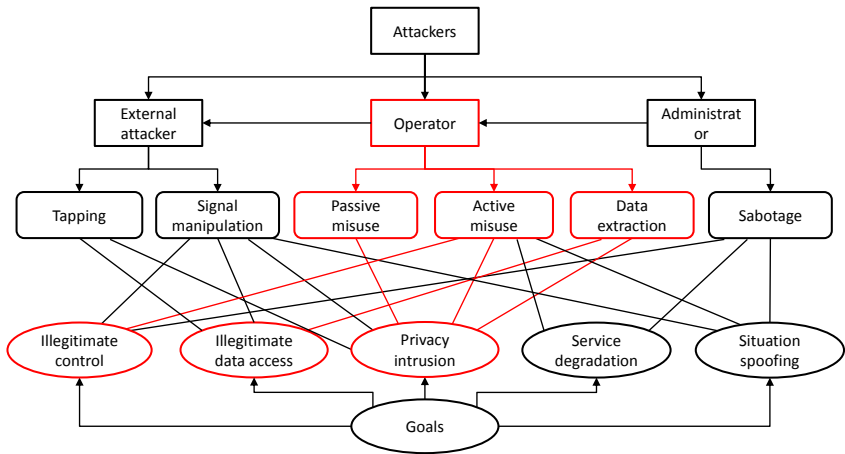 Attackers
External
attacker
Operator
Administrat
or
Tapping
Signal
manipulation
Passive
misuse
Active
misuse
Data
extraction
Sabotage
Illegitimate
control
Illegitimate
data access
Privacy
intrusion
Service
degradation
Situation
spoofing
Goals